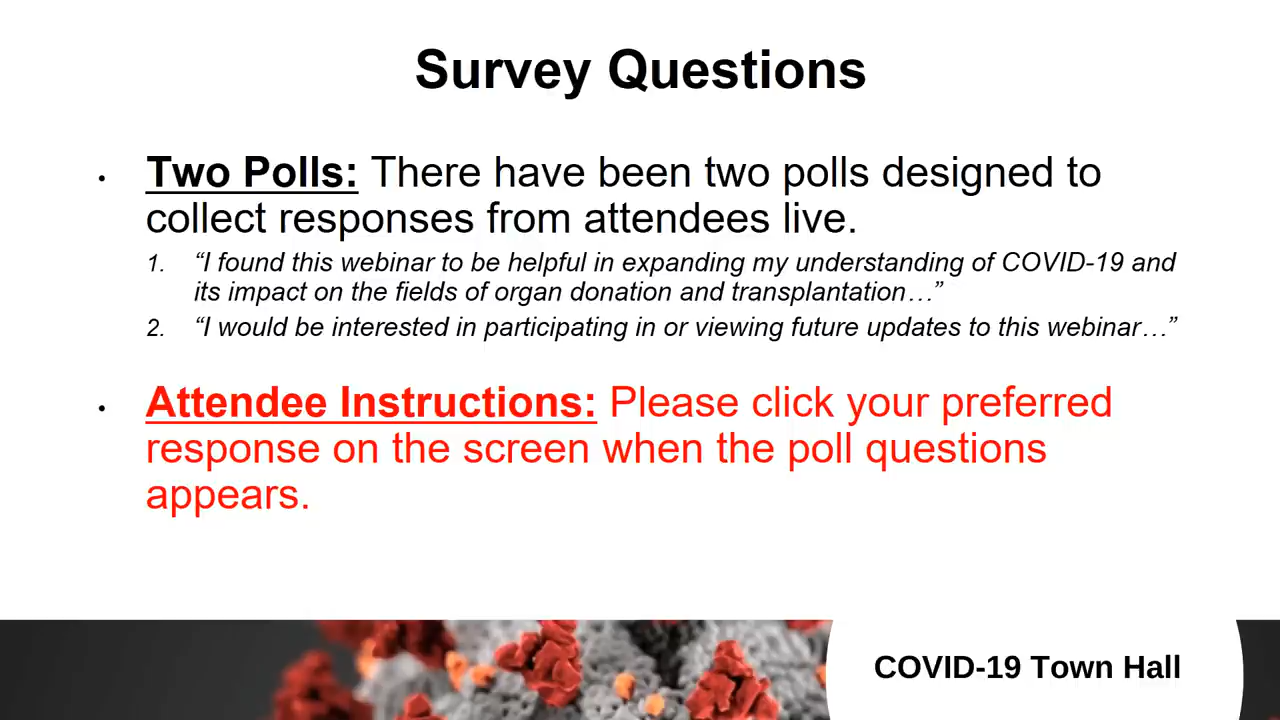 Survey Questions
• Two Polls: There have been two polls designed to
collect responses from attendees live.
1. “I found this webinar to be helpful in expanding my understanding of COVID-19 and
its impact on the fields of organ donation and transplantation…”
2. “I would be interested in participating in or viewing future updates to this webinar…”
• Attendee Instructions: Please click your preferred
response on the screen when the poll questions
appears.
COVID-19 Town Hall